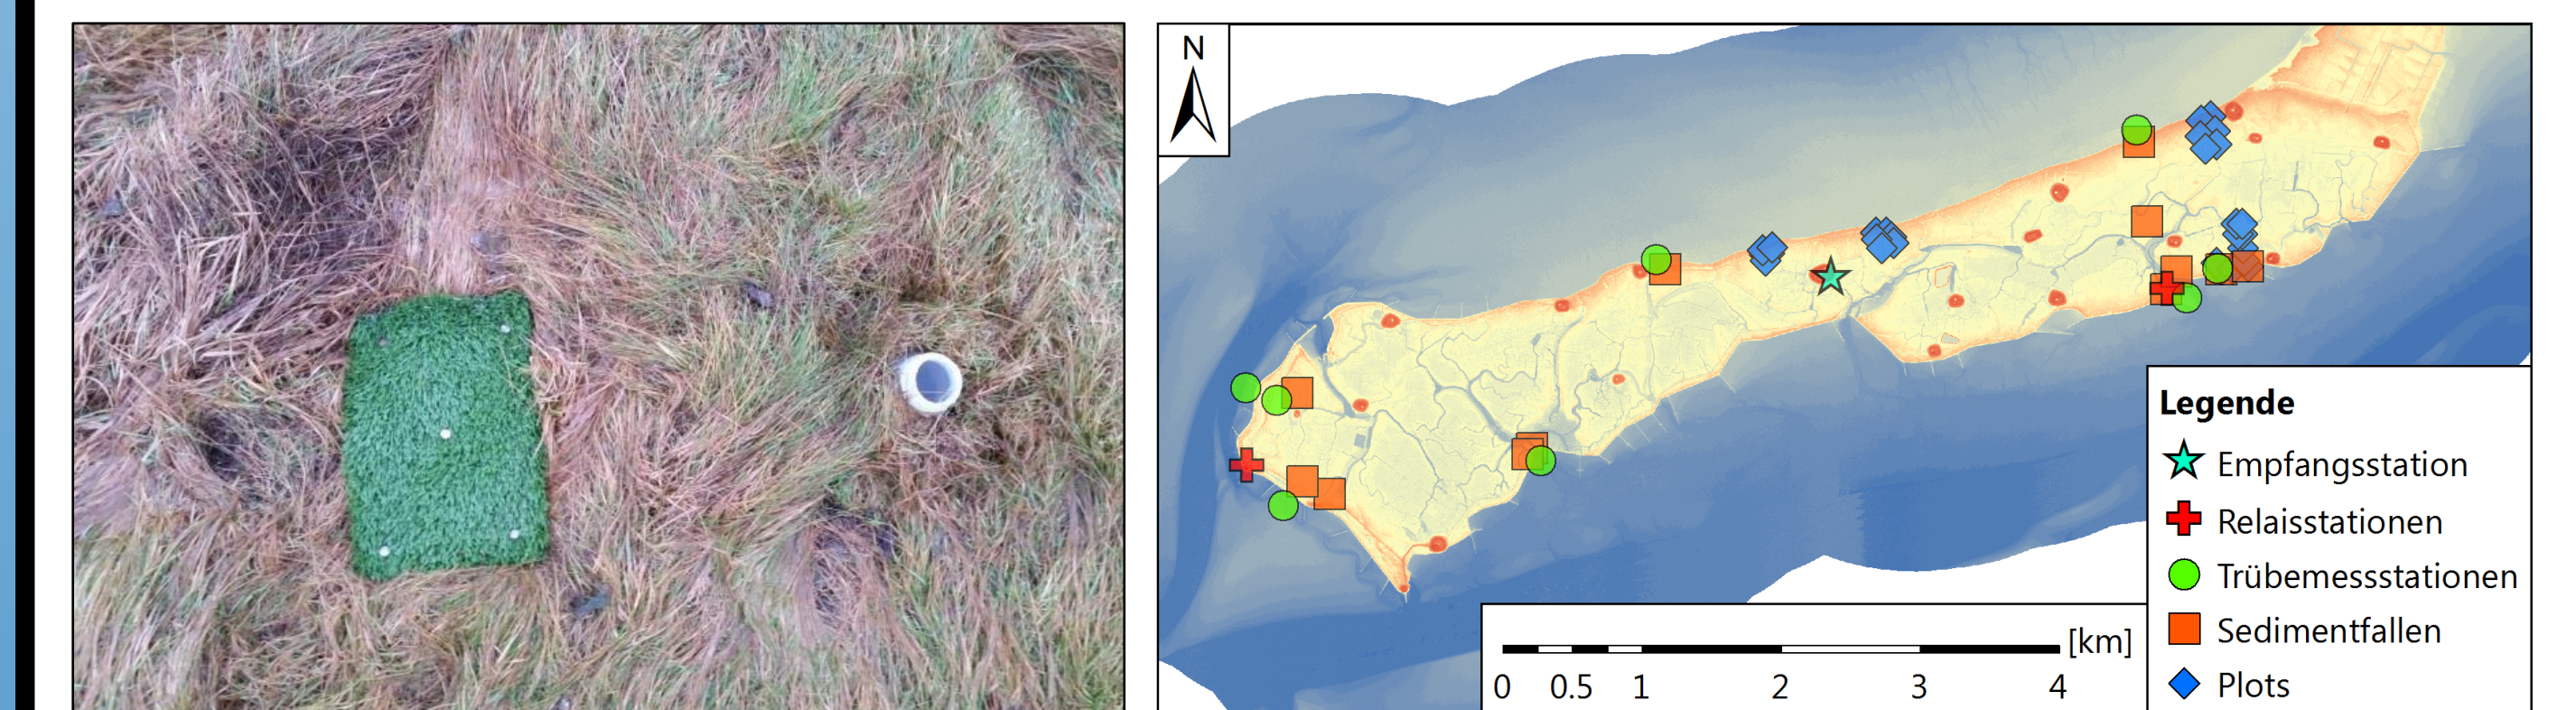 N
Legende
Empfangsstation
Relaisstationen
Trübemessstationen
Sedimentfallen
Plots
[km]
0 0.5 1 2 3 4